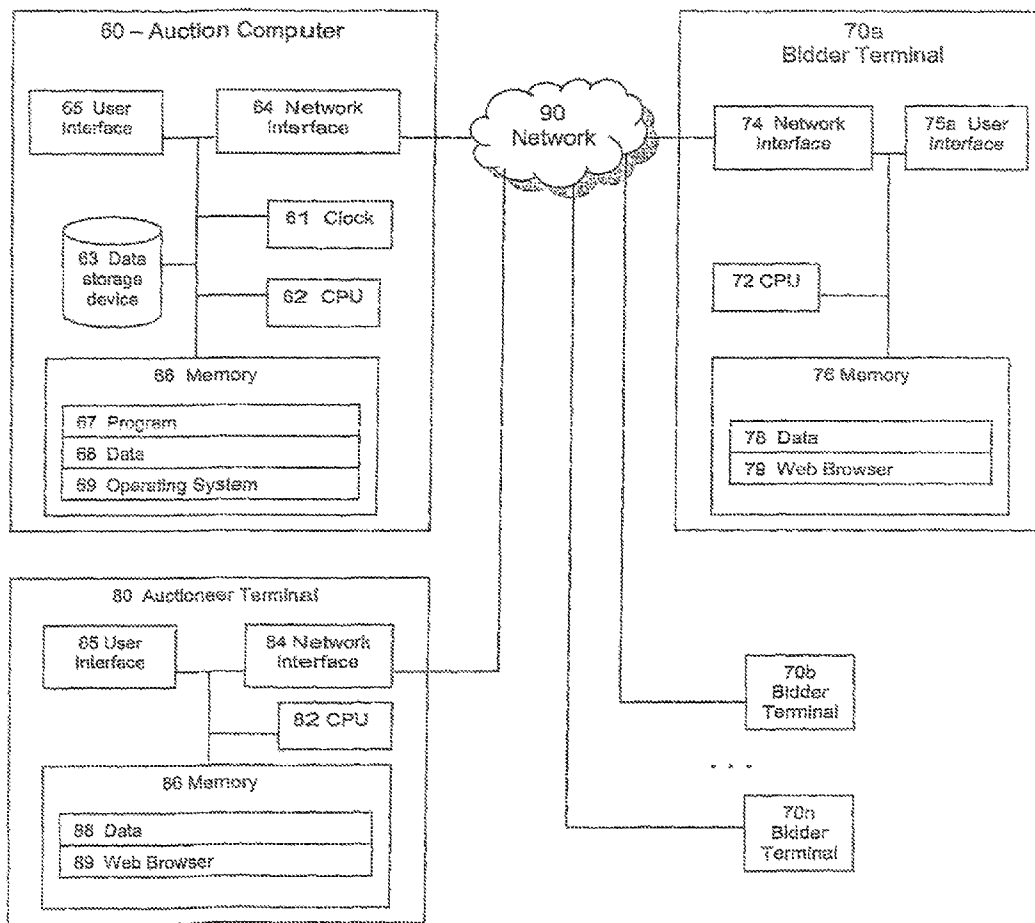 60 – Auction Computer
65 User
Interface
64 Network
Interface
61 Clock
63 Data
storage
device
62 CPU
66 Memory
67 Program
68 Data
69 Operating System
90
Network
70a
Bidder Terminal
74 Network
Interface
75a User
Interface
72 CPU
76 Memory
78 Data
79 Web Browser
80 Auctioneer Terminal
85 User
Interface
84 Network
Interface
82 CPU
86 Memory
88 Data
89 Web Browser
70b
Bidder
Terminal
. . .
70n
Bidder
Terminal